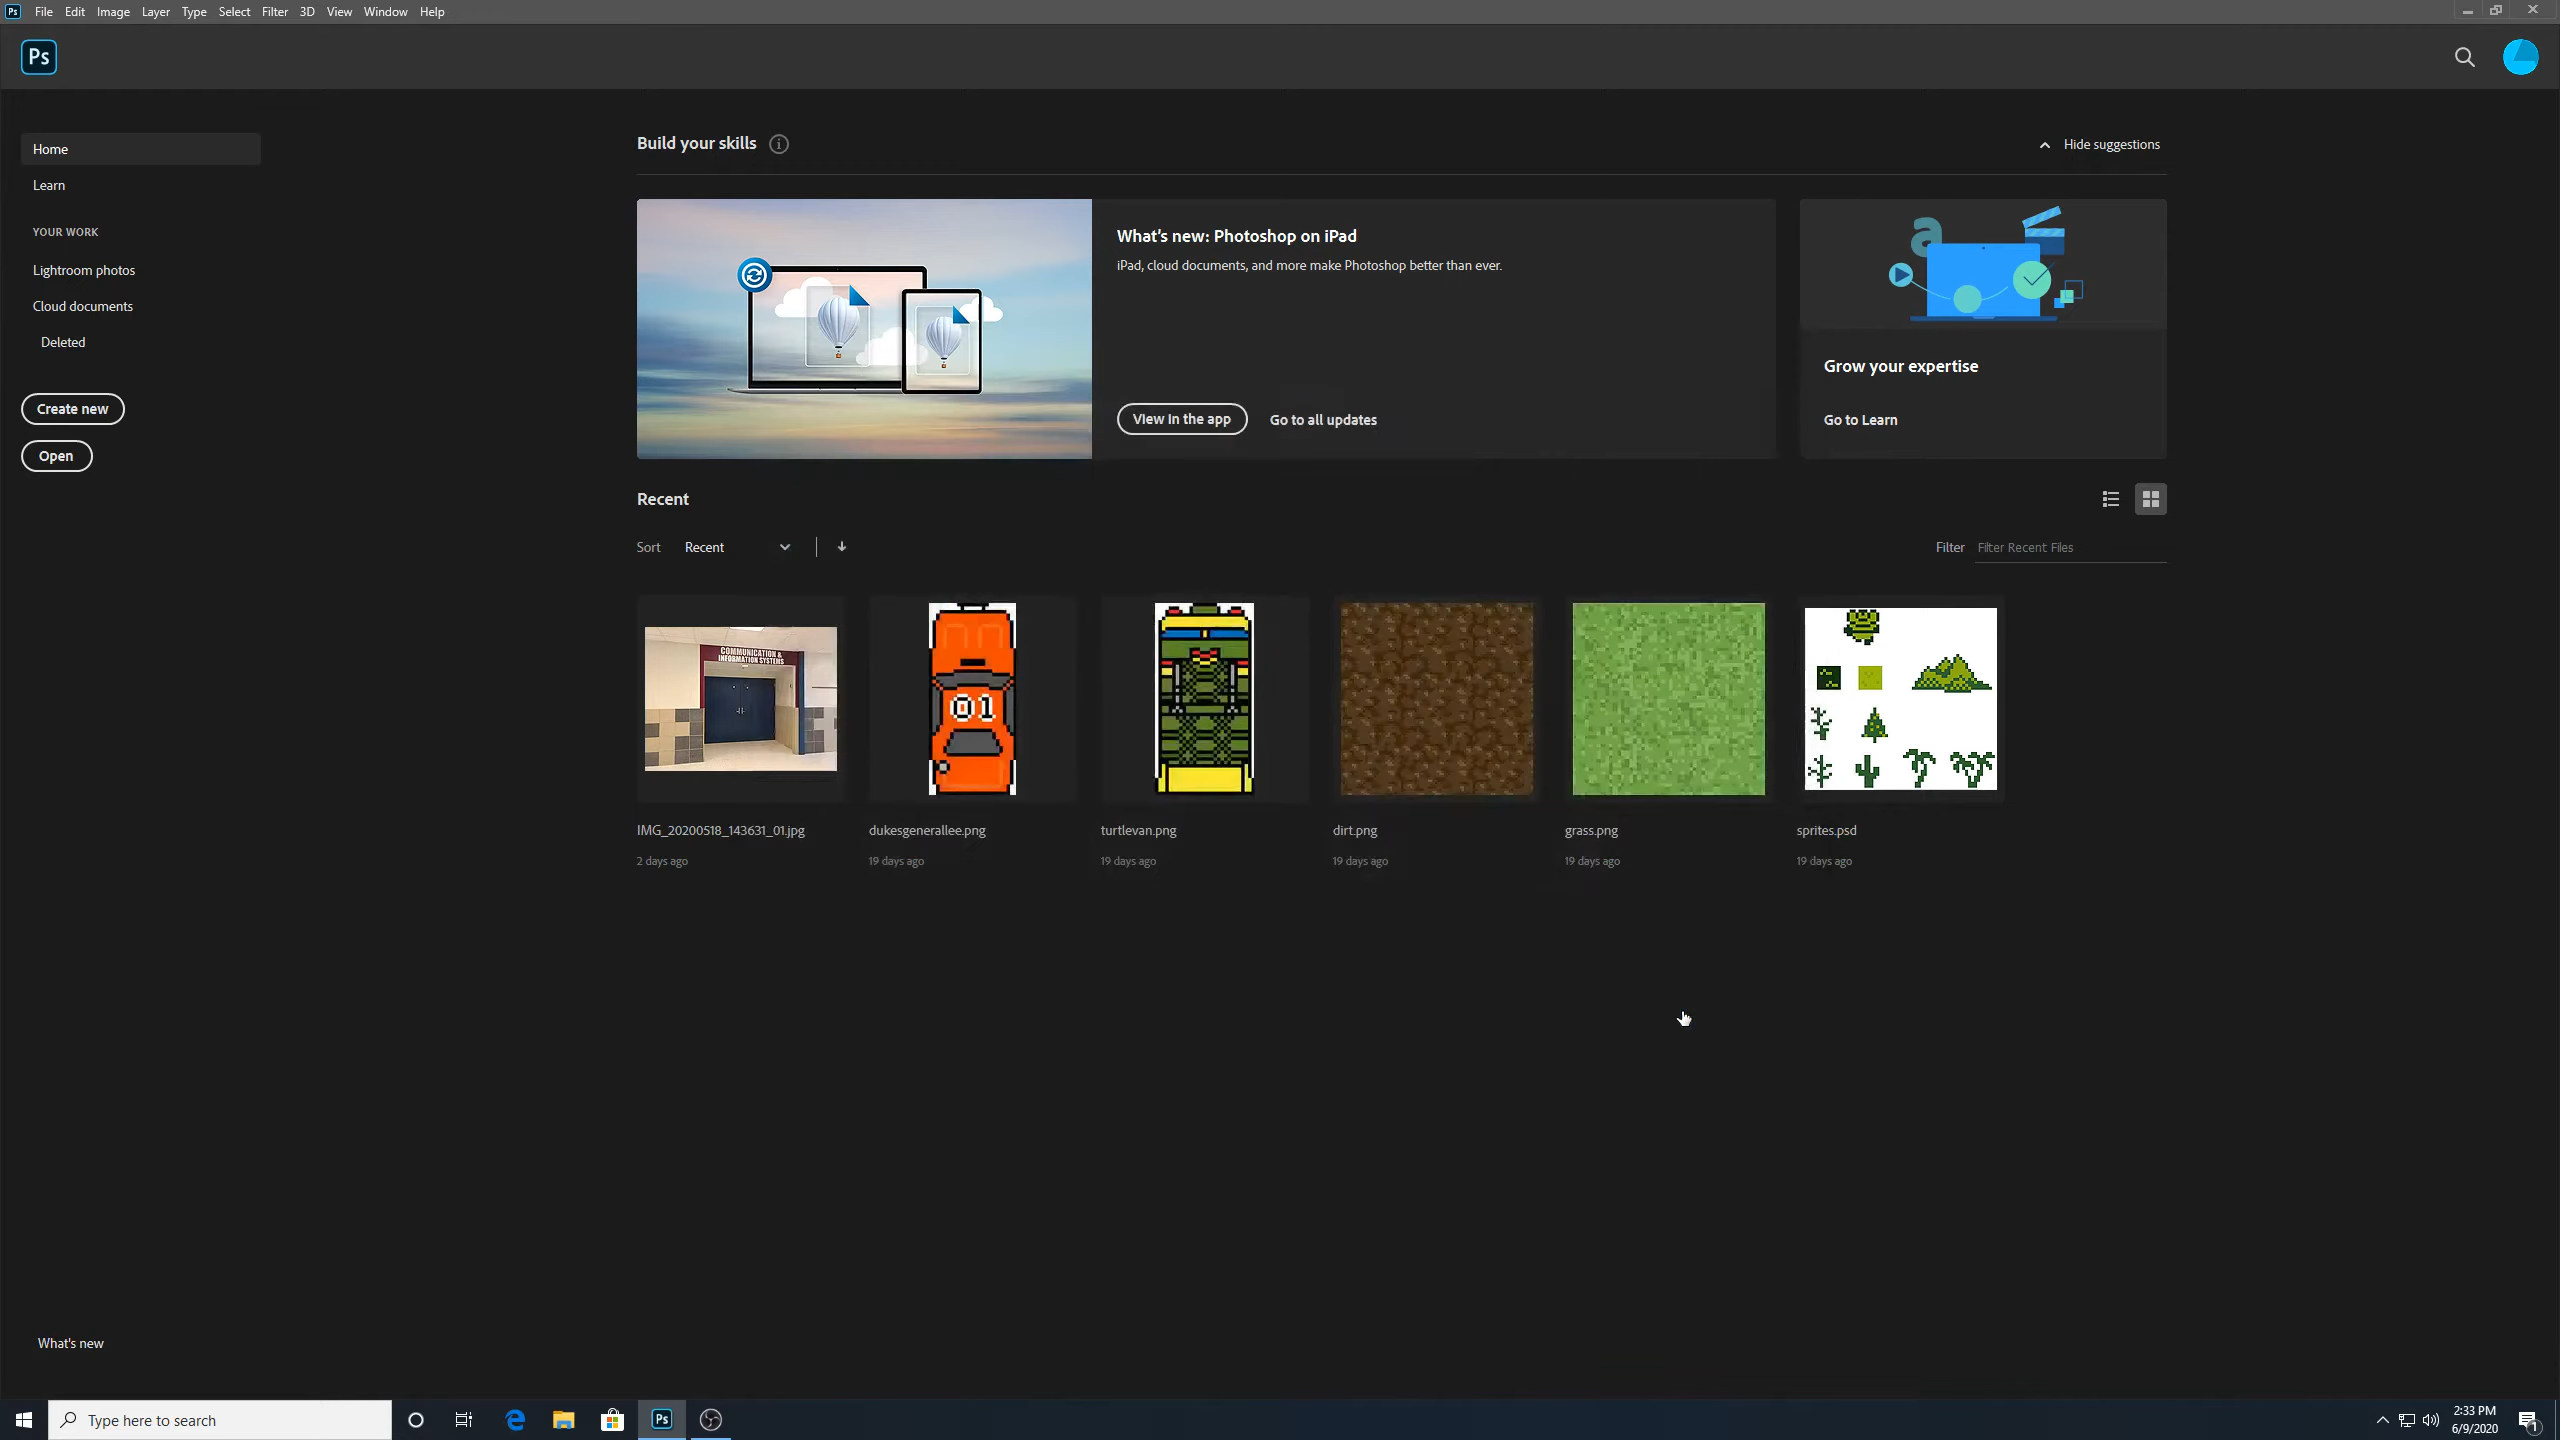 Ps File Edit Image Layer Type Select Filter 3D View Window Help
Ps
Home
Learn
YOUR WORK
Lightroom photos
Cloud documents
Deleted
Create new
Open
What's new
Build your skills
Hide suggestions
What's new: Photoshop on iPad
iPad, cloud documents, and more make Photoshop better than ever.
View in the app Go to all updates
a
Grow your expertise
Go to Learn
Recent
Sort Recent
Filter Filter Recent Files
COMMUNICATION &
INFORMATION SYSTEMS
01
IMG_20200518_143631_01.jpg
2 days ago
dukesgenerallee.png
19 days ago
turtlevan.png
19 days ago
dirt.png
19 days ago
grass.png
19 days ago
sprites.psd
19 days ago
Type here to search
Ps
2:33 PM
6/9/2020
1